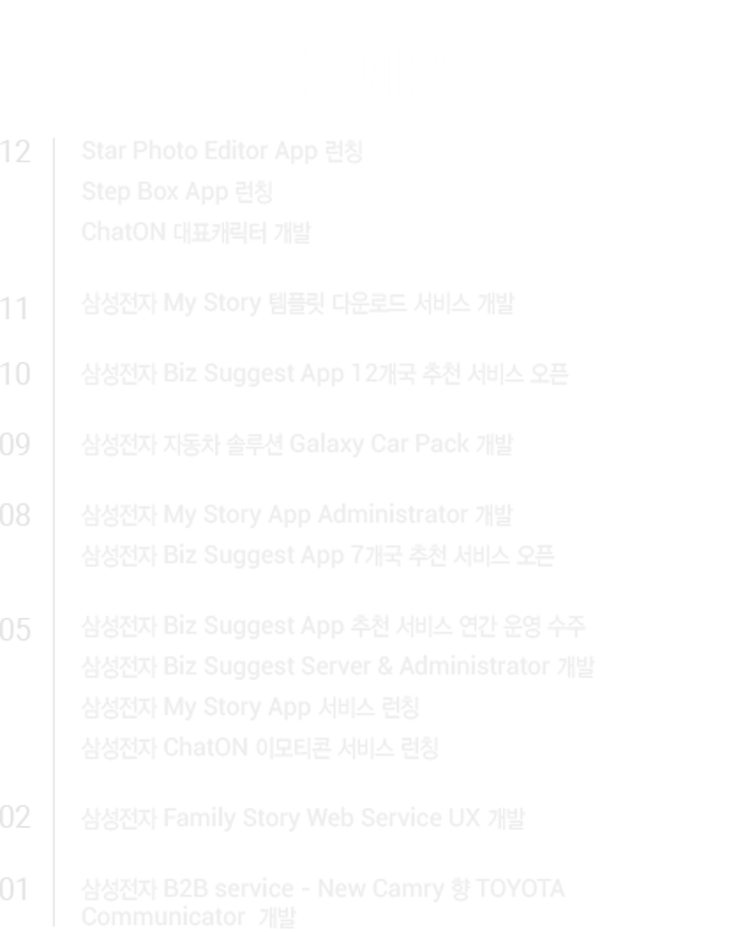 12 Star Photo Editor App 런칭
Step Box App 런칭
ChatON 대표캐릭터 개발
11 삼성전자 My Story 템플릿 다운로드 서비스 개발
10 삼성전자 Biz Suggest App 12개국 추천 서비스 오픈
09 삼성전자 자동차 솔루션 Galaxy Car Pack 개발
08 삼성전자 My Story App Administrator 개발
삼성전자 Biz Suggest App 7개국 추천 서비스 오픈
05 삼성전자 Biz Suggest App 추천 서비스 연간 운영 수주
삼성전자 Biz Suggest Server & Administrator 개발
삼성전자 My Story App 서비스 런칭
삼성전자 ChatON 이모티콘 서비스 런칭
02 삼성전자 Family Story Web Service UX 개발
01 삼성전자 B2B service - New Camry 향 TOYOTA
Communicator 개발